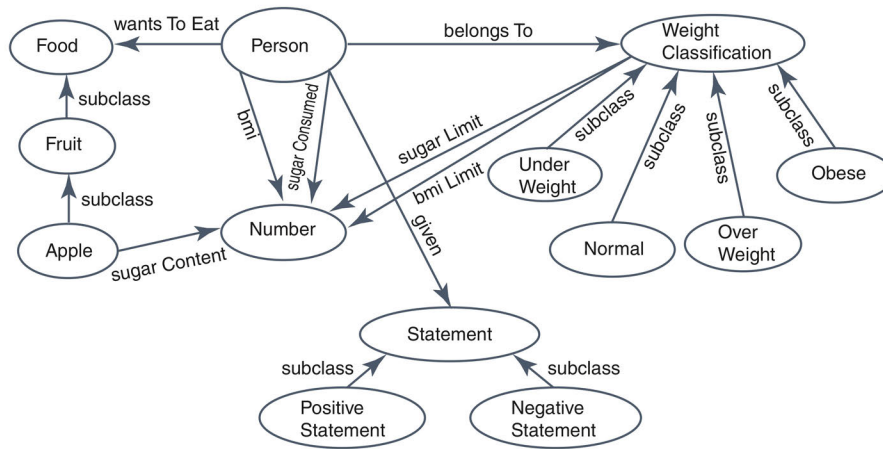 wants To Eat
Food
Person
belongs To
Weight
Classification
subclass
bmi
sugar Consumed
sugar Limit
bmi Limit
subclass
subclass
subclass
subclass
Fruit
Under
Weight
Obese
subclass
given
Apple
sugar Content
Number
Normal
Over
Weight
Statement
subclass
subclass
Positive
Statement
Negative
Statement